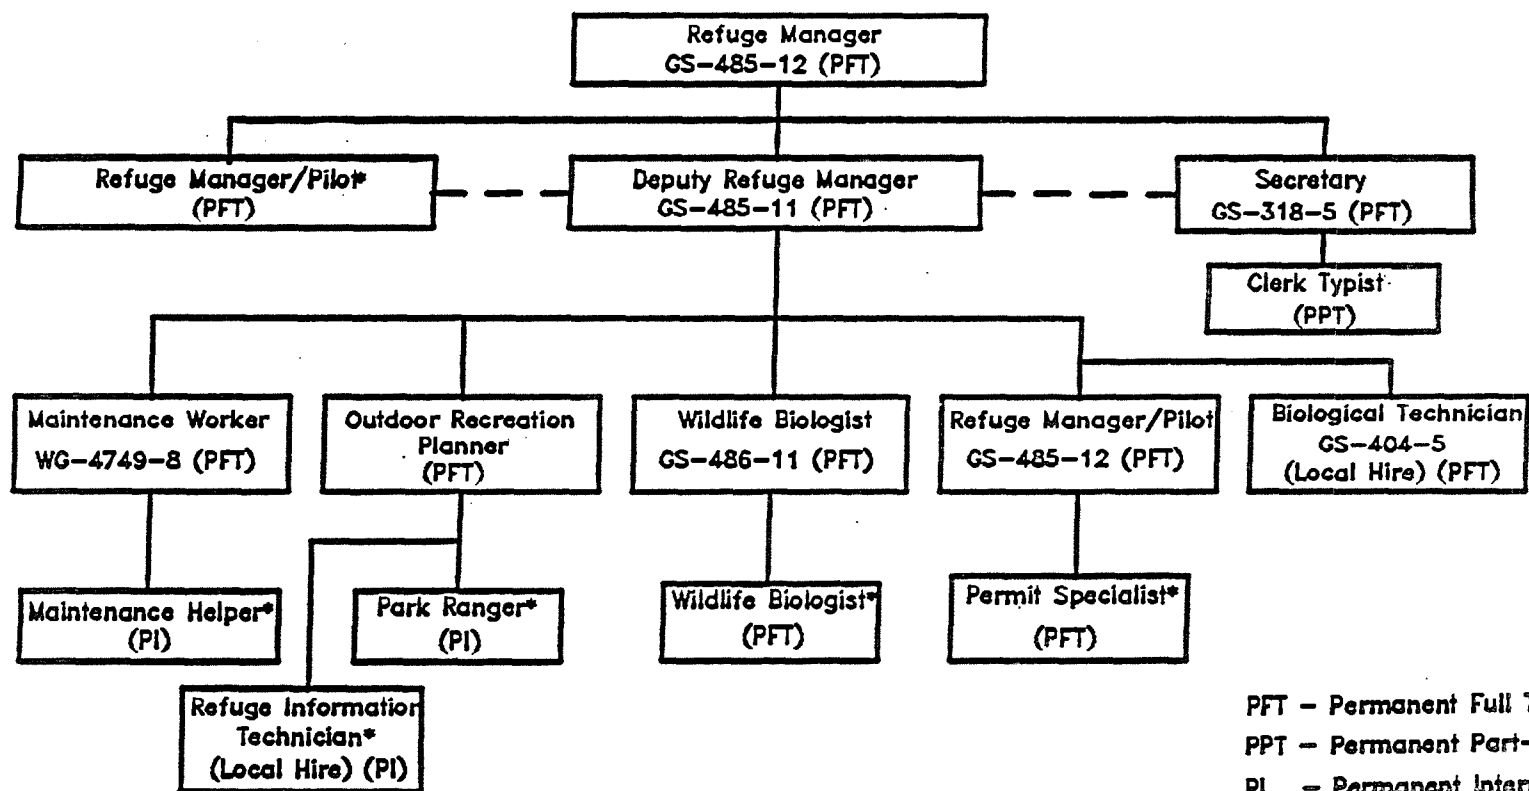 Refuge Manager
GS-485-12 (PFT)
Refuge Manager/Pilot*
(PFT)
Deputy Refuge Manager
GS-485-11 (PFT)
Secretary
GS-318-5 (PFT)
Clerk Typist
(PPT)
Maintenance Worker
WG-4749-8 (PFT)
Outdoor Recreation
Planner
(PFT)
Wildlife Biologist
GS-486-11 (PFT)
Refuge Manager/Pilot
GS-485-12 (PFT)
Biological Technician
GS-404-5
(Local Hire) (PFT)
Maintenance Helper*
(PI)
Park Ranger*
(PI)
Wildlife Biologist*
(PFT)
Permit Specialist*
(PFT)
Refuge Information
Technician*
(Local Hire) (PI)
PFT - Permanent Full
PPT - Permanent Part-
PI - Permanent